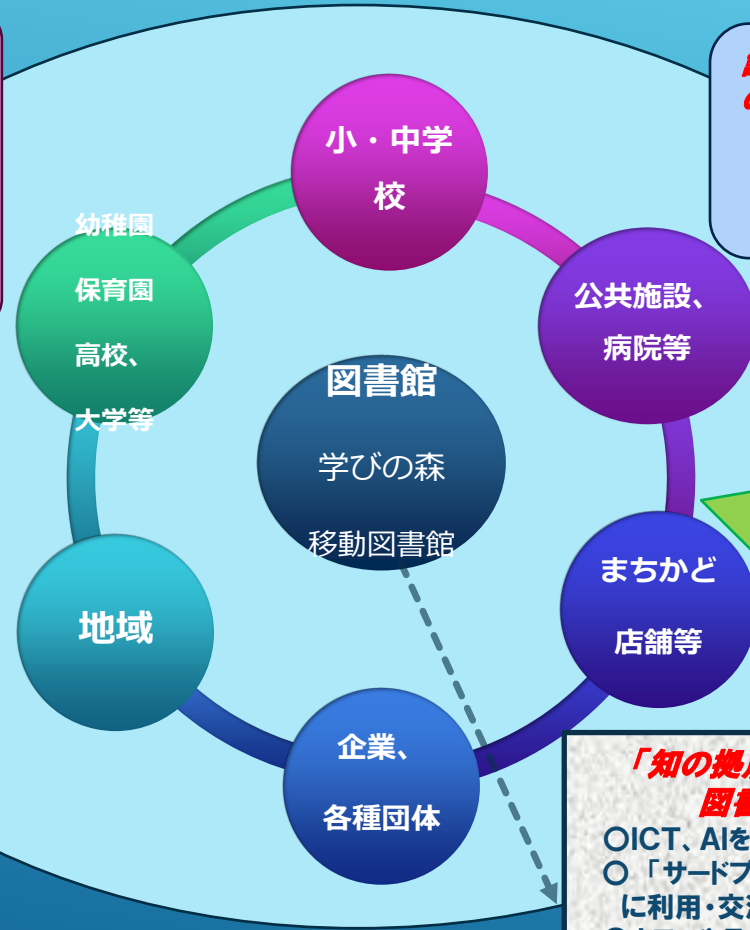 小・中学
校
幼稚園
保育園
高校、
大学等
公共施設、
病院等
図書館
学びの森
移動図書館
まちかど
店舗等
地域
企業、
各種団体
「知の拠
図書
○ICT、AIを
○「サードプ
に利用・交流